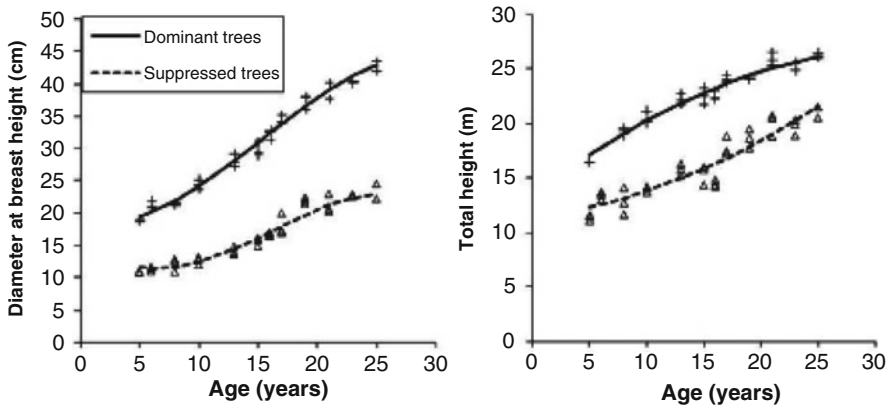 Diameter at breast height (cm)
50
45
40
35
30
25
20
15
10
5
0
Dominant trees
Suppressed trees
0 5 10 15 20 25 30
Age (years)
Total height (m)
30
25
20
15
10
5
0
0 5 10 15 20 25 30
Age (years)